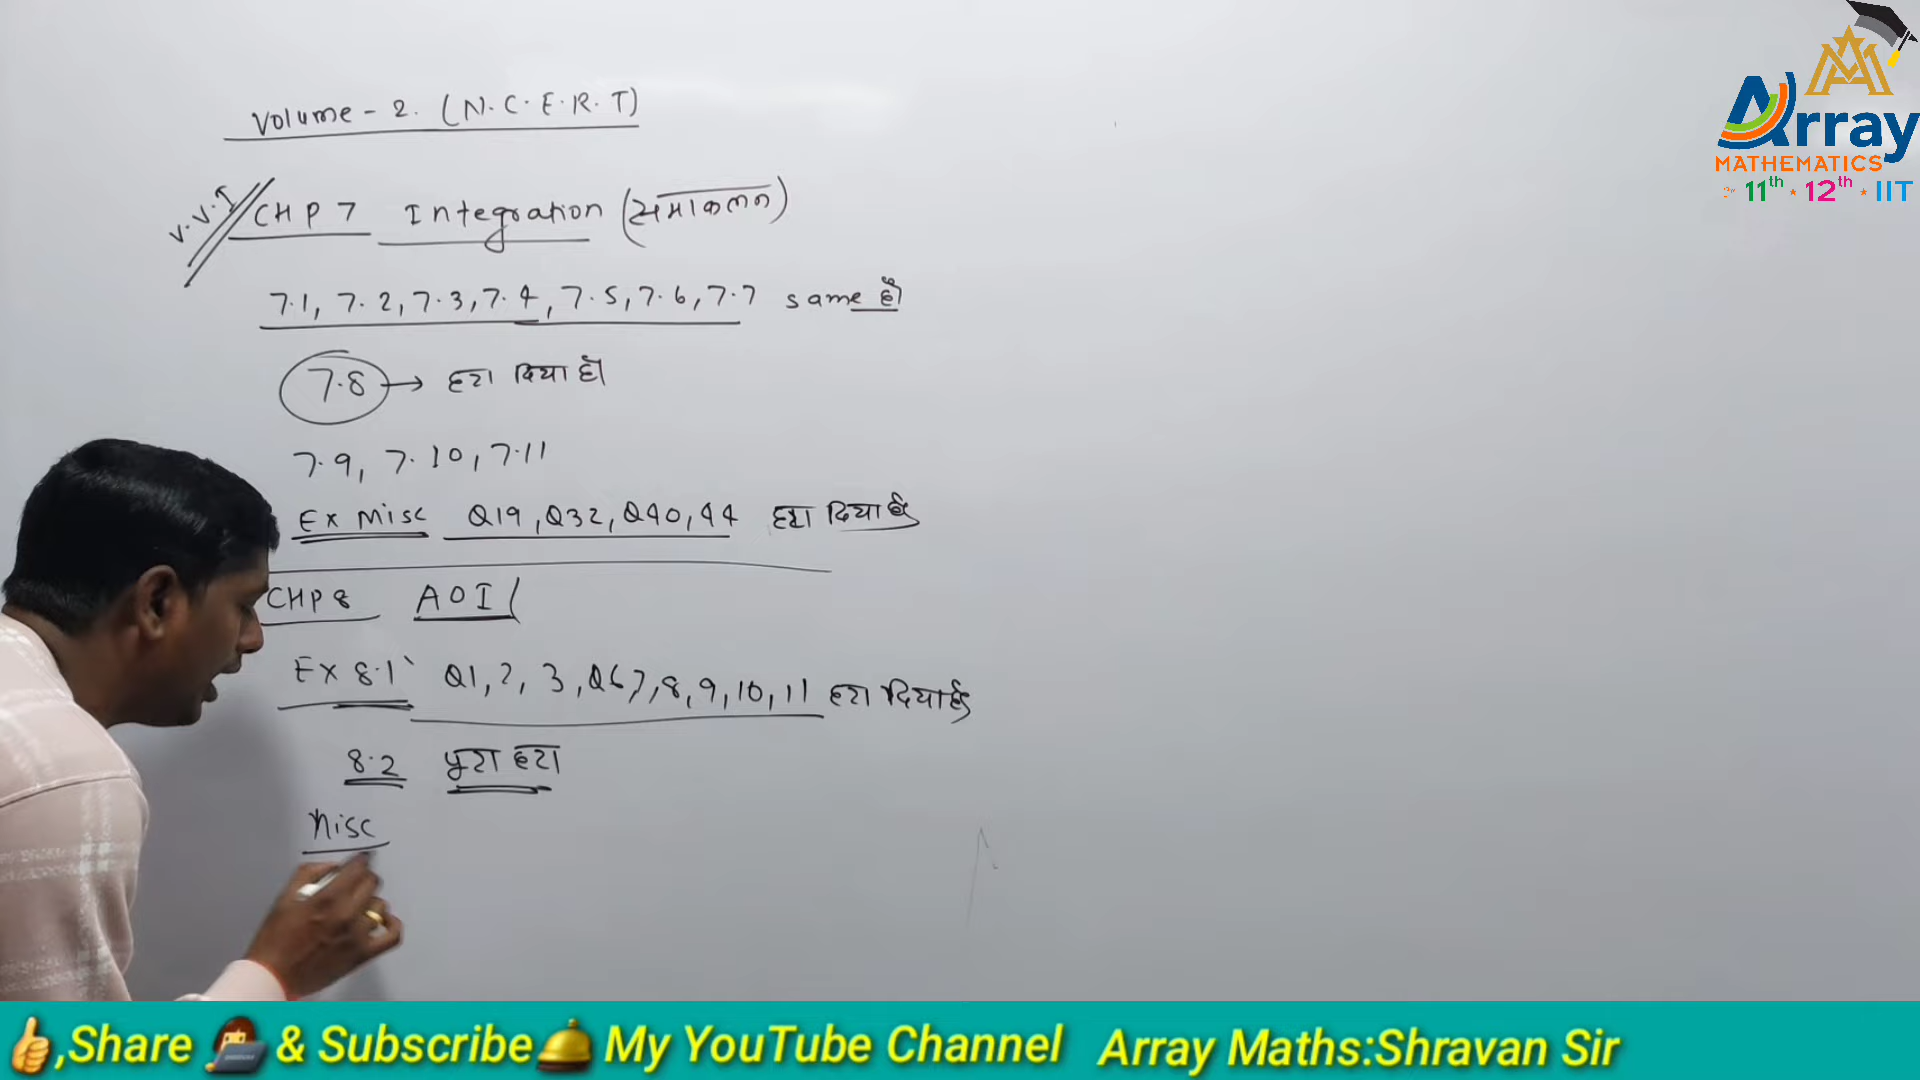 Volume - 2. (N.C.E.R.T)
V.V.I
CHP 7 Integration (समाकलन)
7.1, 7.2, 7.3, 7.4, 7.5, 7.6, 7.7 same है
7.8 → हटा दिया है
7.9, 7.10, 7.11
Ex Misc Q19, Q32, Q40, 44 हटा दिया है
CHP 8 AOI
EX 8.1 Q1, 2, 3, Q6 7, 8, 9, 10, 11 हटा दिया है
8.2 पूरा हटा
Misc
Array
MATHEMATICS
11th * 12th * IIT
,Share & Subscribe My YouTube Channel Array Maths:Shravan Sir